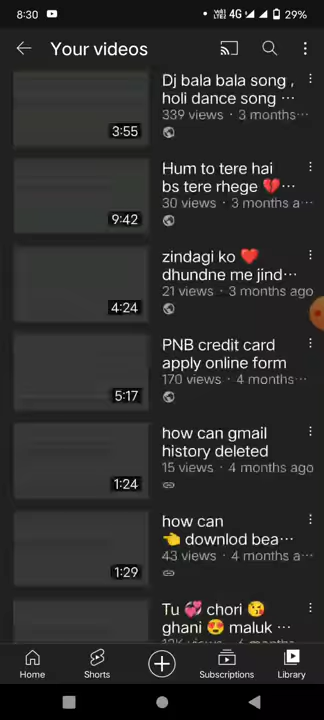 8:30
Vo) LTE 4G 29%
Your videos
3:55
Dj bala bala song ,
holi dance song ...
339 views · 3 months...
9:42
Hum to tere hai
bs tere rhege 💔...
30 views · 3 months a...
4:24
zindagi ko ❤️
dhundne me jind...
21 views · 3 months ago
5:17
PNB credit card
apply online form
170 views · 4 months...
1:24
how can gmail
history deleted
15 views · 4 months ago
1:29
how can
👈 downlod bea...
43 views · 4 months a...
Tu 💞 chori 😘
ghani 😍 maluk ...
Home Shorts Subscriptions Library